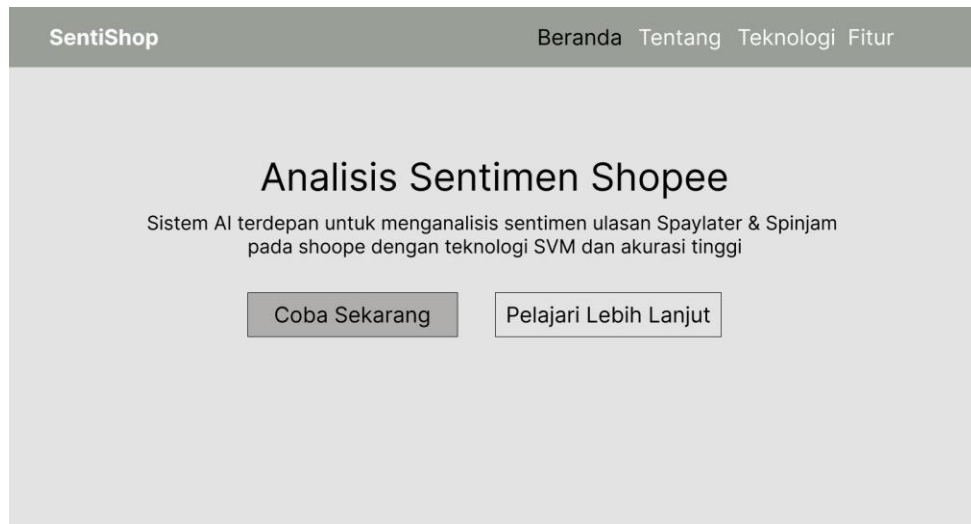 SentiShop
Beranda Tentang Teknologi Fitur
Analisis Sentimen Shopee
Sistem AI terdepan untuk menganalisis sentimen ulasan Spaylater & Spinjam
pada shoope dengan teknologi SVM dan akurasi tinggi
Coba Sekarang
Pelajari Lebih Lanjut